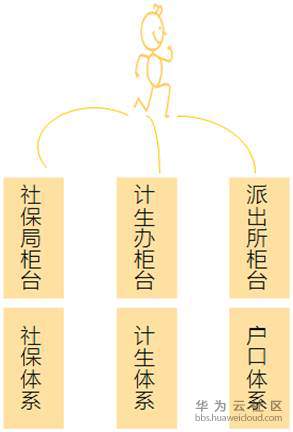 社保局柜台
计生办柜台
派出所柜台
社保体系
计生体系
户口体系
华为云社区
bbs.huaweicloud.com